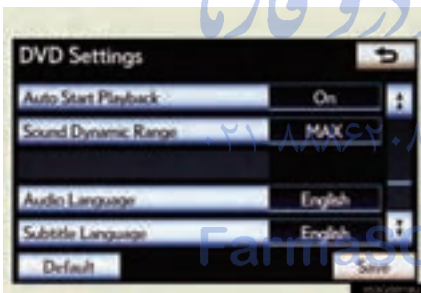 DVD Settings
Auto Start Playback On
Sound Dynamic Range MAX
Audio Language English
Subtitle Language English
Default Save